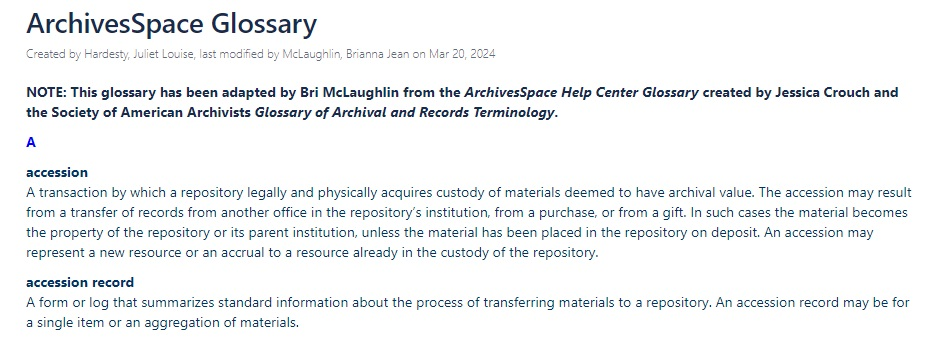 ArchivesSpace Glossary
Created by Hardesty, Juliet Louise, last modified by McLaughlin, Brianna Jean on Mar 20, 2024
NOTE: This glossary has been adapted by Bri McLaughlin from the ArchivesSpace Help Center Glossary created by Jessica Crouch and
the Society of American Archivists Glossary of Archival and Records Terminology.
A
accession
A transaction by which a repository legally and physically acquires custody of materials deemed to have archival value. The accession may result
from a transfer of records from another office in the repository's institution, from a purchase, or from a gift. In such cases the material becomes
the property of the repository or its parent institution, unless the material has been placed in the repository on deposit. An accession may
represent a new resource or an accrual to a resource already in the custody of the repository.
accession record
A form or log that summarizes standard information about the process of transferring materials to a repository. An accession record may be for
a single item or an aggregation of materials.